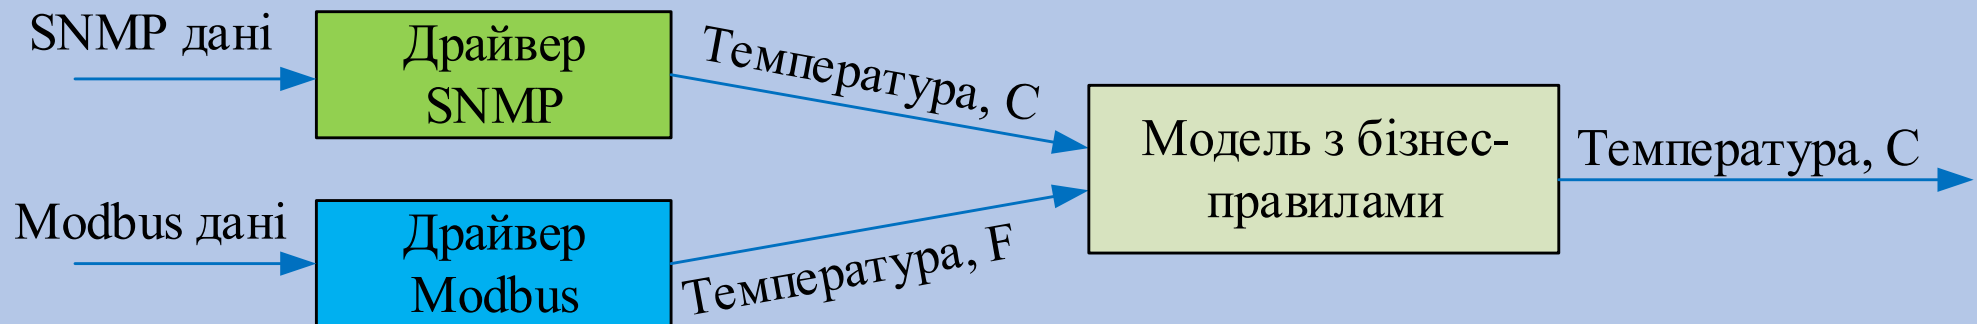 SNMP дані
Драйвер
SNMP
Температура, C
Modbus дані
Драйвер
Modbus
Температура, F
Модель з бізнес-
правилами
Температура, C